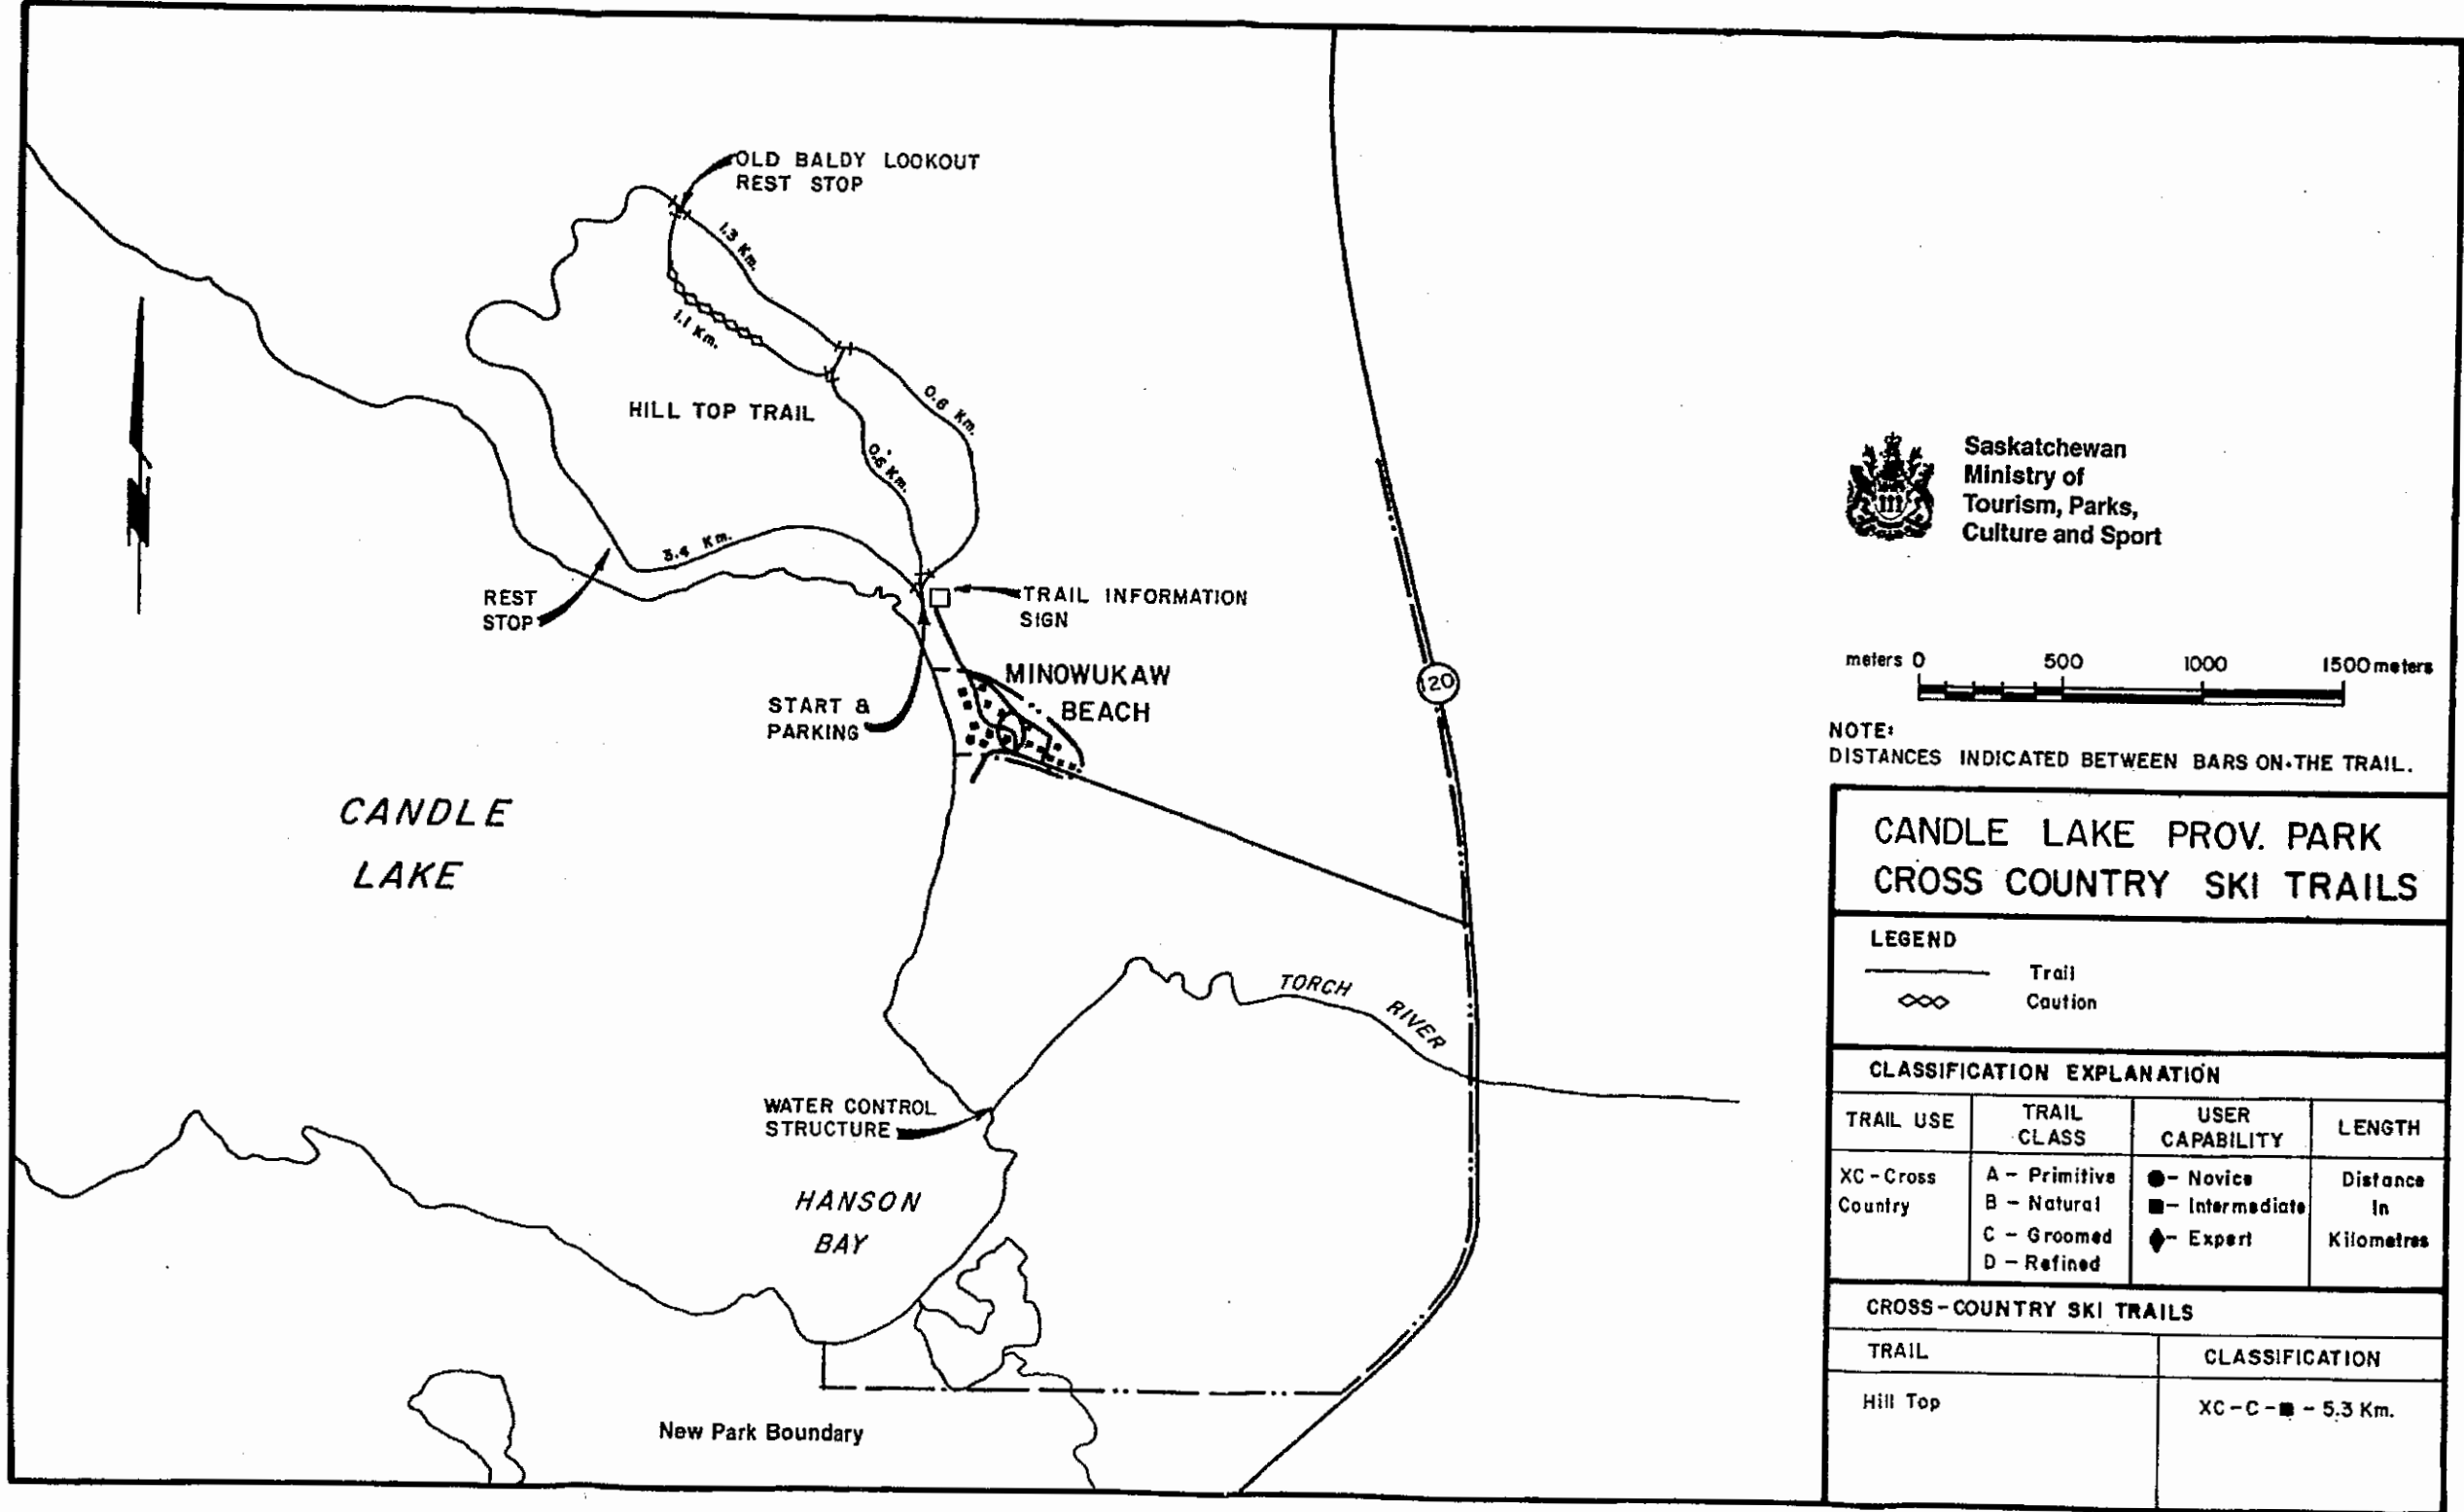 OLD BALDY LOOKOUT
REST STOP
1.3 Km.
1.1 Km.
HILL TOP TRAIL
0.6 Km.
0.6 Km.
3.4 Km.
REST
STOP
TRAIL INFORMATION
SIGN
START &
PARKING
MINOWUKAW
BEACH
120
CANDLE
LAKE
TORCH RIVER
WATER CONTROL
STRUCTURE
HANSON
BAY
New Park Boundary
Saskatchewan
Ministry of
Tourism, Parks,
Culture and Sport
meters 0 500 1000 1500 meters
NOTE:
DISTANCES INDICATED BETWEEN BARS ON THE TRAIL.
CANDLE LAKE PROV. PARK
CROSS COUNTRY SKI TRAILS
LEGEND
Trail
Caution
CLASSIFICATION EXPLANATION
TRAIL USE
TRAIL
CLASS
USER
CAPABILITY
LENGTH
XC - Cross
Country
A - Primitive
B - Natural
C - Groomed
D - Refined
●- Novice
■- Intermediate
♦- Expert
Distance
In
Kilometres
CROSS-COUNTRY SKI TRAILS
TRAIL
CLASSIFICATION
Hill Top
XC-C-■-5.3 Km.